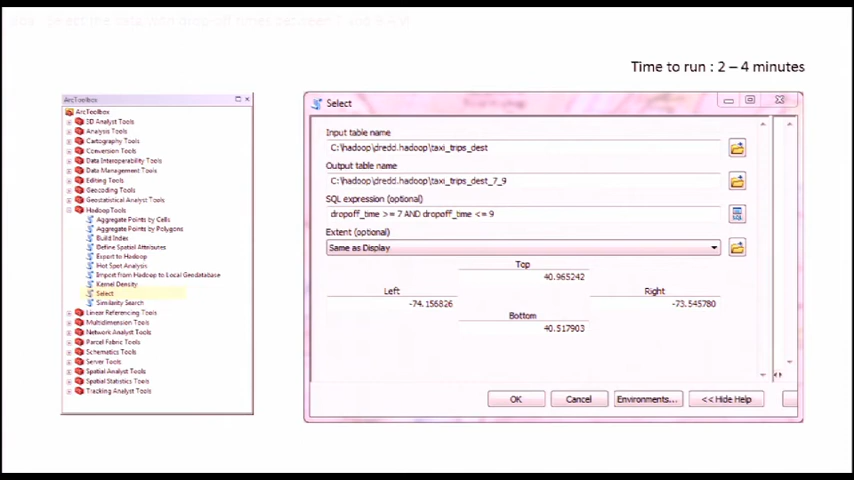 Time to run : 2 – 4 minutes
ArcToolbox
ArcToolbox
3D Analyst Tools
Analysis Tools
Cartography Tools
Conversion Tools
Data Interoperability Tools
Data Management Tools
Editing Tools
Geocoding Tools
Geostatistical Analyst Tools
HadoopTools
Aggregate Points by Cells
Aggregate Points by Polygons
Build Index
Define Spatial Attributes
Export to Hadoop
Hot Spot Analysis
Import from Hadoop to Local Geodatabase
Kernel Density
Select
Similarity Search
Linear Referencing Tools
Multidimension Tools
Network Analyst Tools
Parcel Fabric Tools
Schematics Tools
Server Tools
Spatial Analyst Tools
Spatial Statistics Tools
Tracking Analyst Tools
Select
Input table name
C:\hadoop\dredd.hadoop\taxi_trips_dest
Output table name
C:\hadoop\dredd.hadoop\taxi_trips_dest_7_9
SQL expression (optional)
dropoff_time >= 7 AND dropoff_time <= 9
Extent (optional)
Same as Display
Top
40.965242
Left
Right
-74.156826
-73.545780
Bottom
40.517903
OK
Cancel
Environments...
<< Hide Help